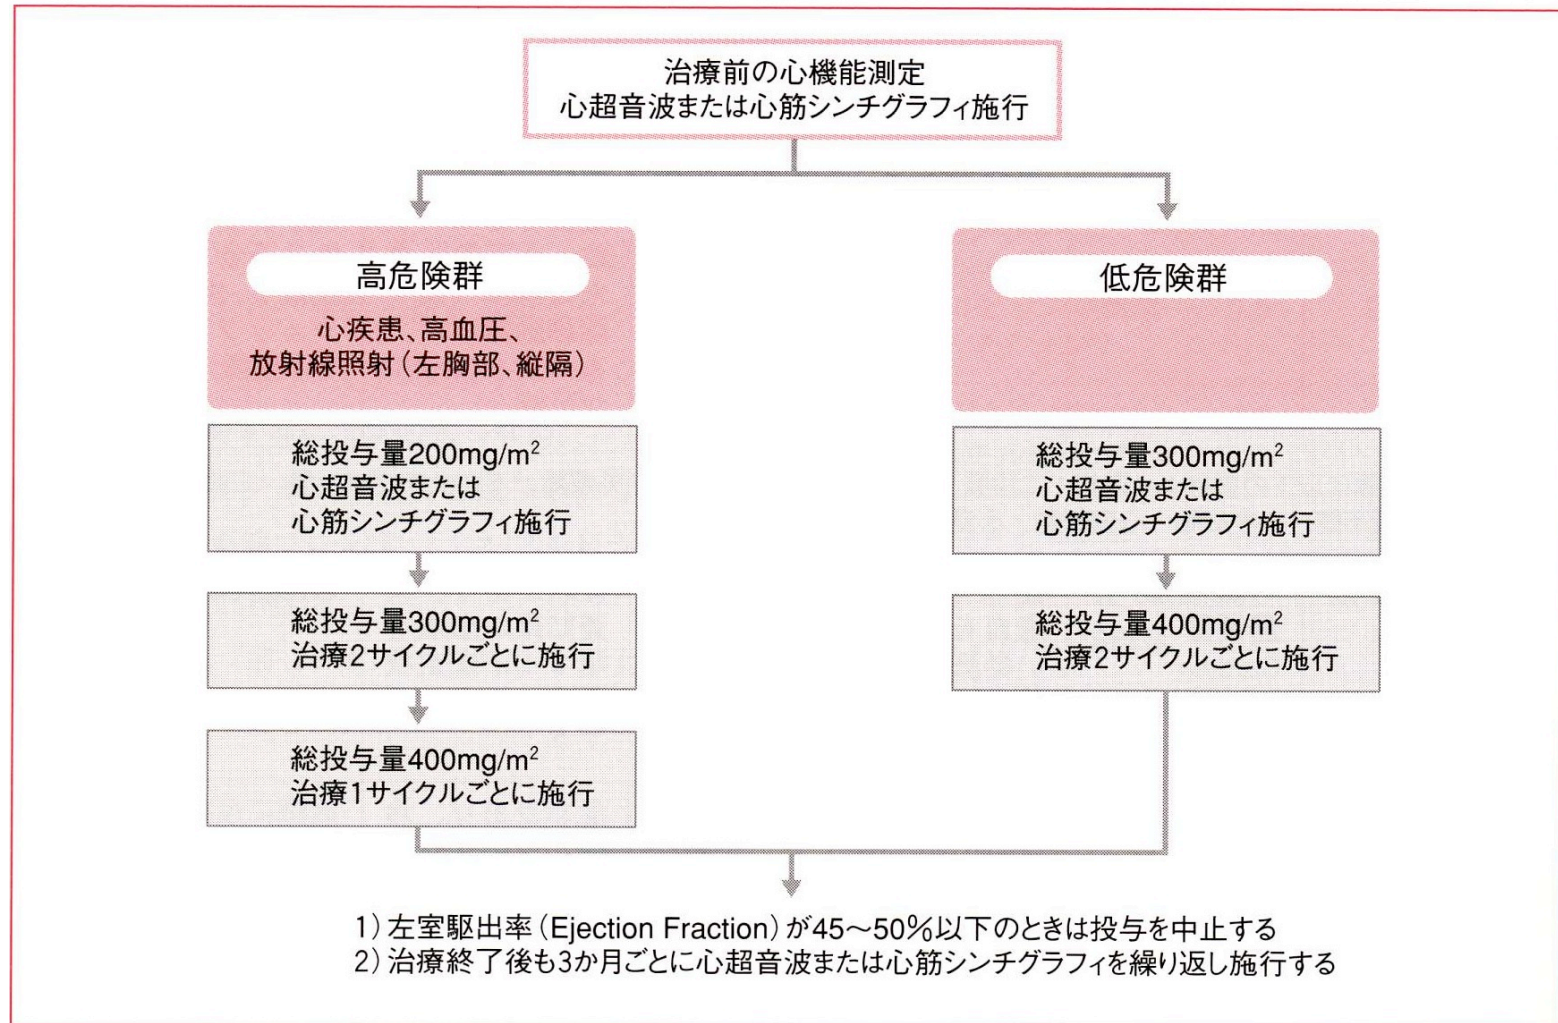 治療前の心機能測定
心超音波または心筋シンチグラフィ施行
高危険群
心疾患、高血圧、
放射線照射（左胸部、縦隔）
総投与量200mg/m²
心超音波または
心筋シンチグラフィ施行
総投与量300mg/m²
治療2サイクルごとに施行
総投与量400mg/m²
治療1サイクルごとに施行
低危険群
総投与量300mg/m²
心超音波または
心筋シンチグラフィ施行
総投与量400mg/m²
治療2サイクルごとに施行
1）左室駆出率（Ejection Fraction）が45〜50％以下のときは投与を中止する
2）治療終了後も3か月ごとに心超音波または心筋シンチグラフィを繰り返し施行する